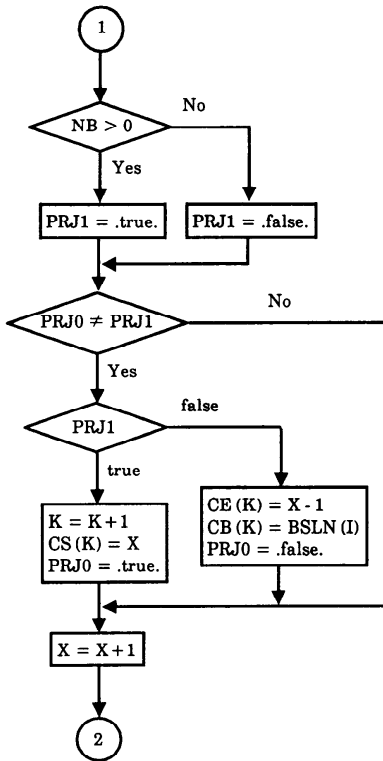 1
NB > 0
No
Yes
PRJ1 = .true.
PRJ1 = .false.
PRJ0 ≠ PRJ1
No
Yes
PRJ1
false
true
K = K+1
CS (K) = X
PRJ0 = .true.
CE (K) = X - 1
CB (K) = BSLN (I)
PRJ0 = .false.
X = X+1
2